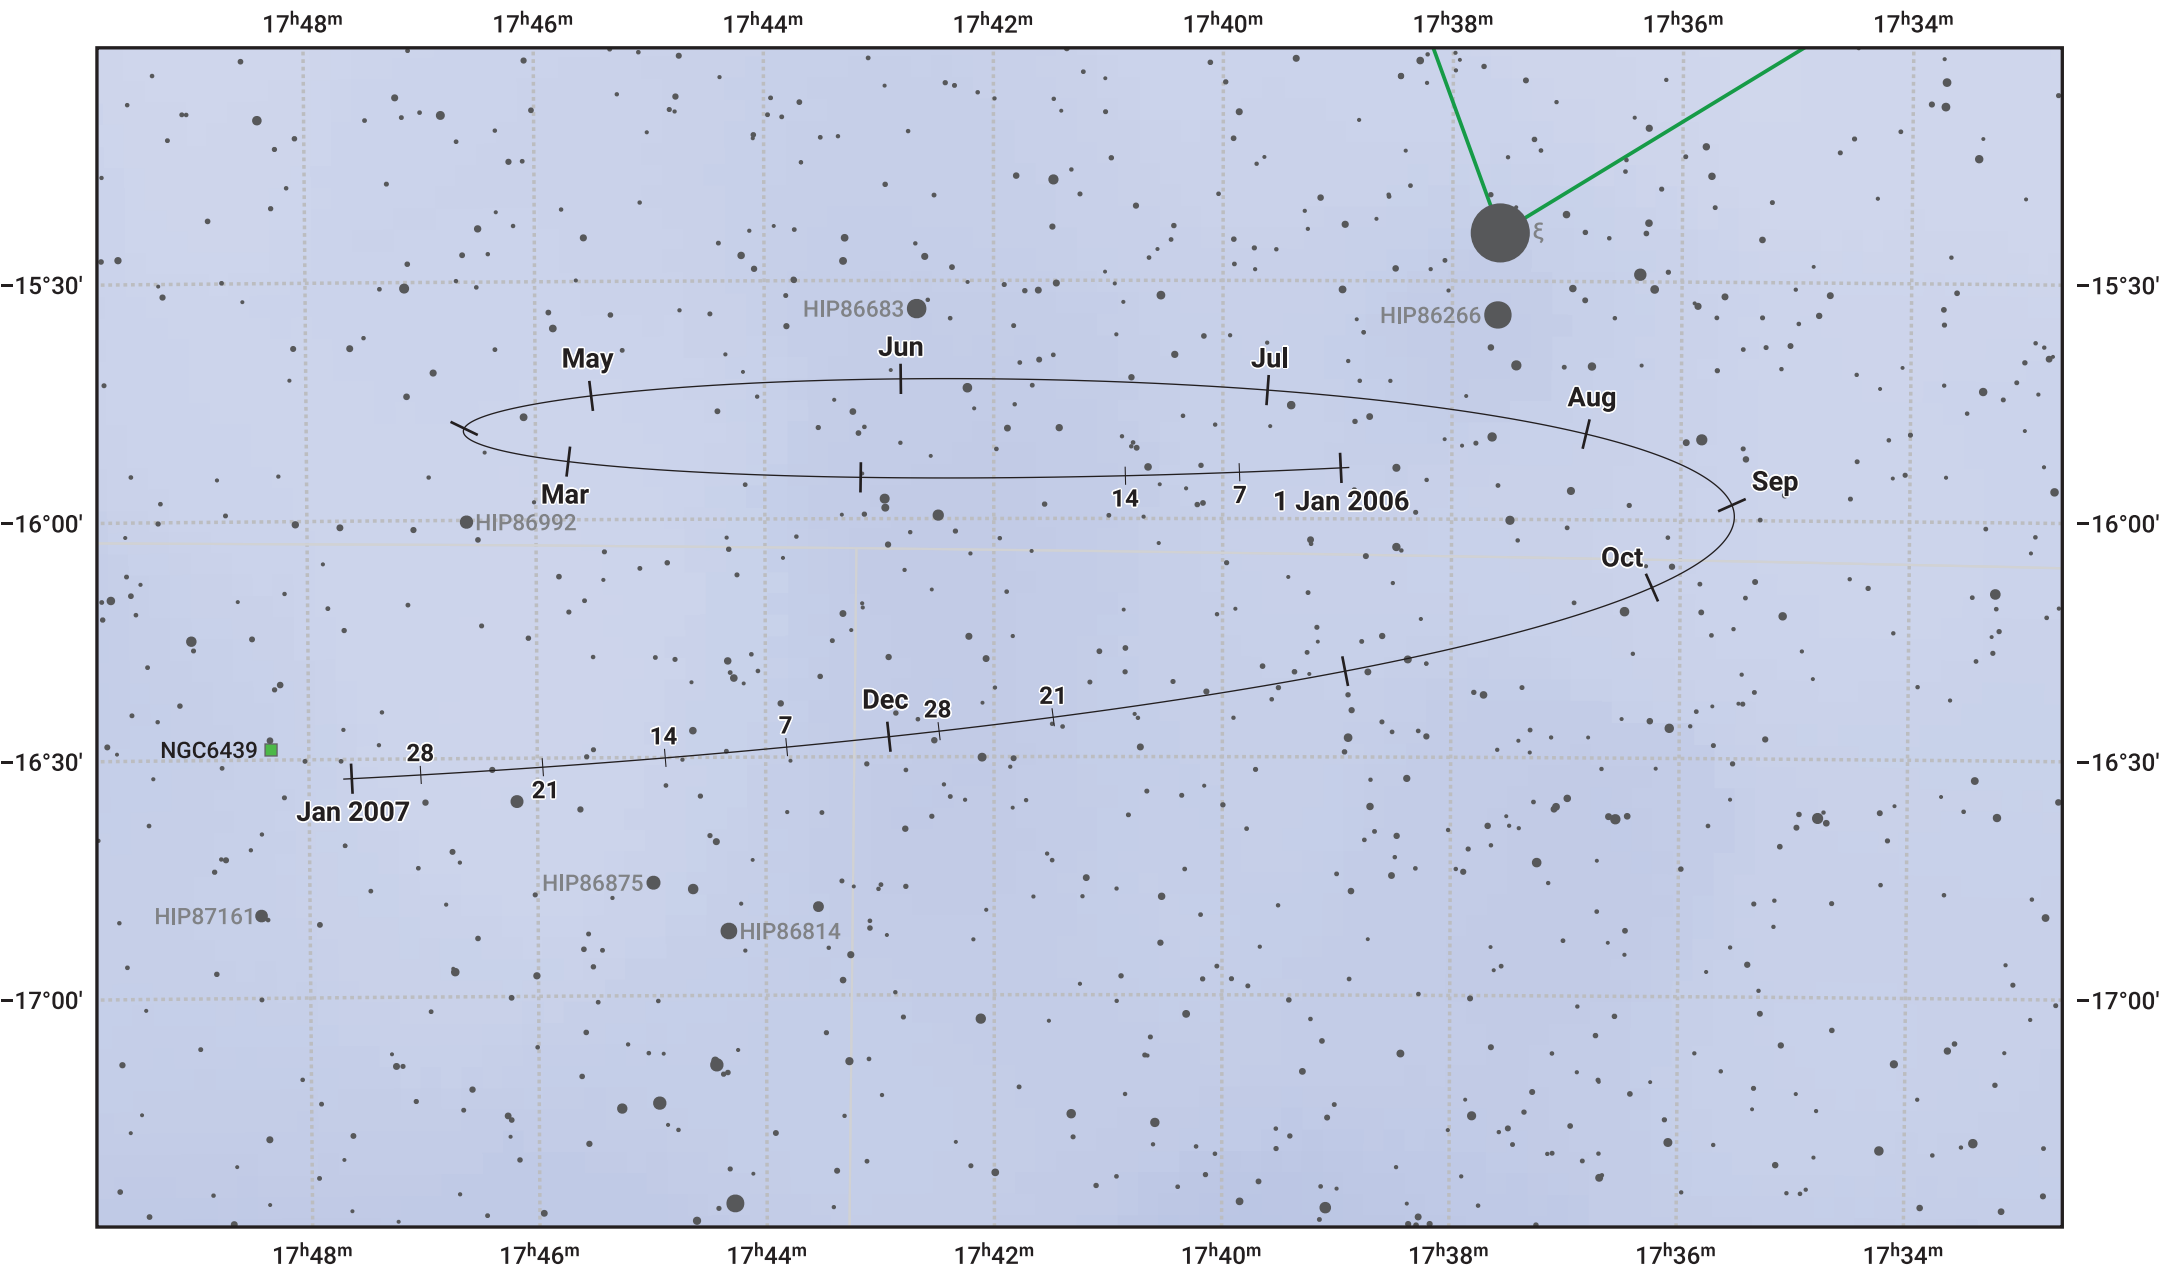 17ʰ48ᵐ 17ʰ46ᵐ 17ʰ44ᵐ 17ʰ42ᵐ 17ʰ40ᵐ 17ʰ38ᵐ 17ʰ36ᵐ 17ʰ34ᵐ
ξ
−15°30' −15°30'
HIP86683 HIP86266
May Jun Jul
Aug
Mar 14 7 1 Jan 2006 Sep
−16°00' HIP86992 −16°00'
Oct
Dec 28 21
NGC6439 28 14 7
−16°30' −16°30'
21
Jan 2007
HIP86875
HIP87161 HIP86814
−17°00' −17°00'
17ʰ48ᵐ 17ʰ46ᵐ 17ʰ44ᵐ 17ʰ42ᵐ 17ʰ40ᵐ 17ʰ38ᵐ 17ʰ36ᵐ 17ʰ34ᵐ